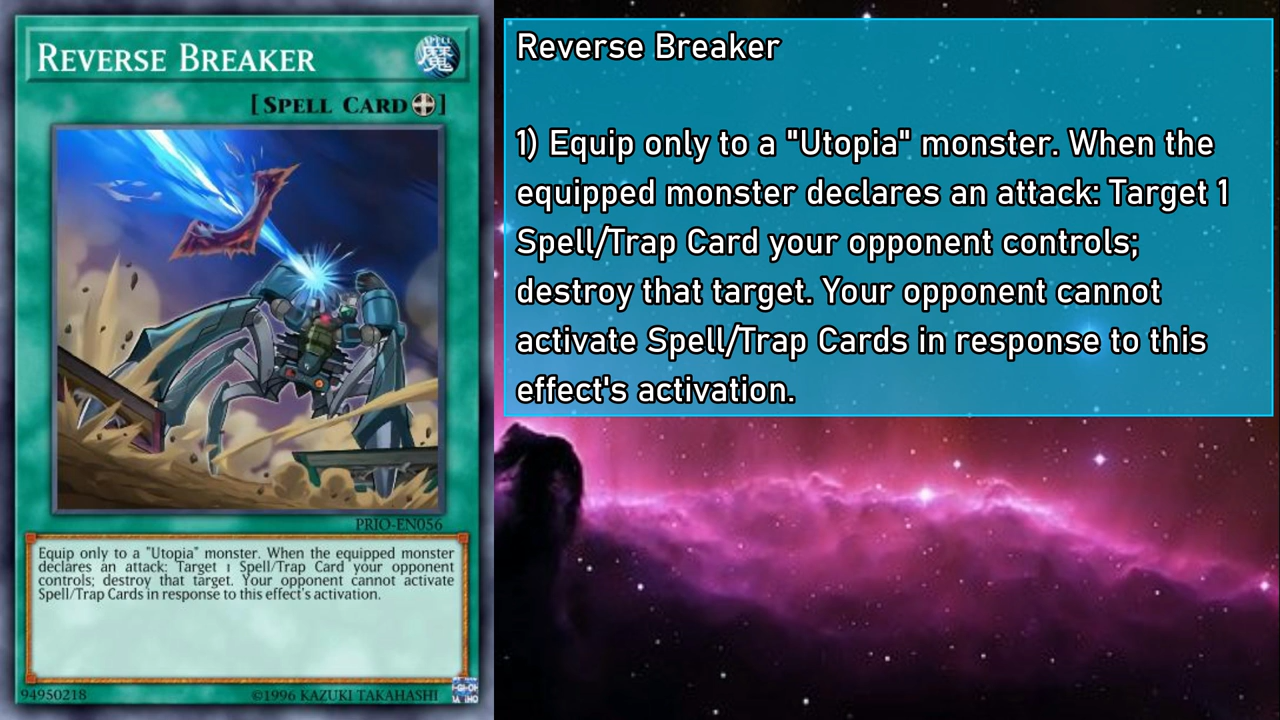 REVERSE BREAKER
SPELL
魔
[SPELL CARD]
PRIO-EN056
Equip only to a "Utopia" monster. When the equipped monster
declares an attack: Target 1 Spell/Trap Card your opponent
controls; destroy that target. Your opponent cannot activate
Spell/Trap Cards in response to this effect's activation.
94950218
©1996 KAZUKI TAKAHASHI
Reverse Breaker
1) Equip only to a "Utopia" monster. When the
equipped monster declares an attack: Target 1
Spell/Trap Card your opponent controls;
destroy that target. Your opponent cannot
activate Spell/Trap Cards in response to this
effect's activation.